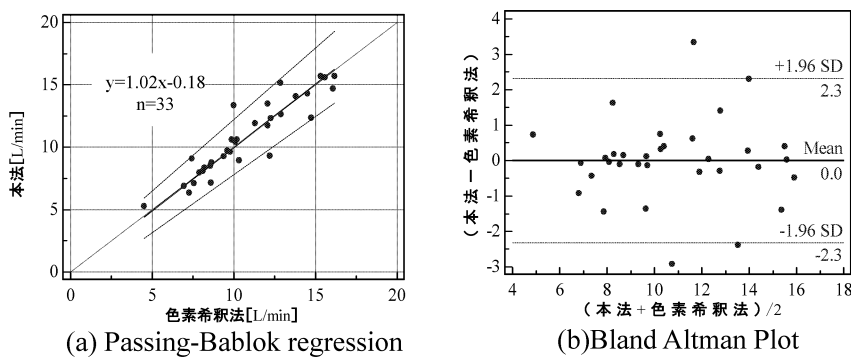 20
15
10
5
0
本法[L/min]
y=1.02x-0.18
n=33
0 5 10 15 20
色素希釈法[L/min]
(a) Passing-Bablok regression
4
3
2
1
0
-1
-2
-3
(本法－色素希釈法)
+1.96 SD
2.3
Mean
0.0
-1.96 SD
-2.3
4 6 8 10 12 14 16 18
(本法+色素希釈法)/2
(b)Bland Altman Plot